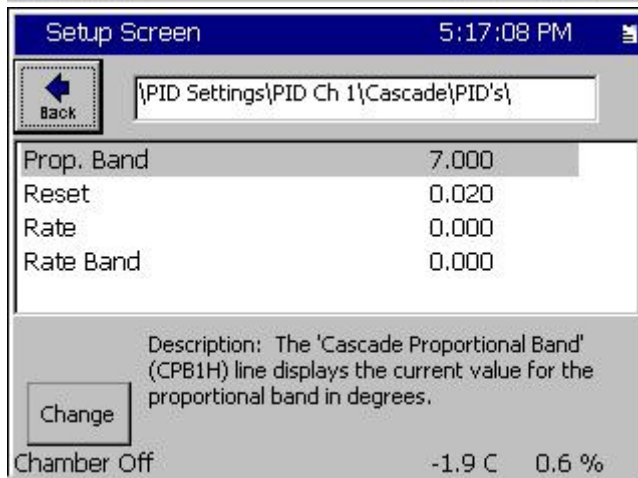 Setup Screen 5:17:08 PM
Back
\PID Settings\PID Ch 1\Cascade\PID's\
Prop. Band 7.000
Reset 0.020
Rate 0.000
Rate Band 0.000
Description: The 'Cascade Proportional Band'
(CPB1H) line displays the current value for the
proportional band in degrees.
Change
Chamber Off -1.9 C 0.6 %